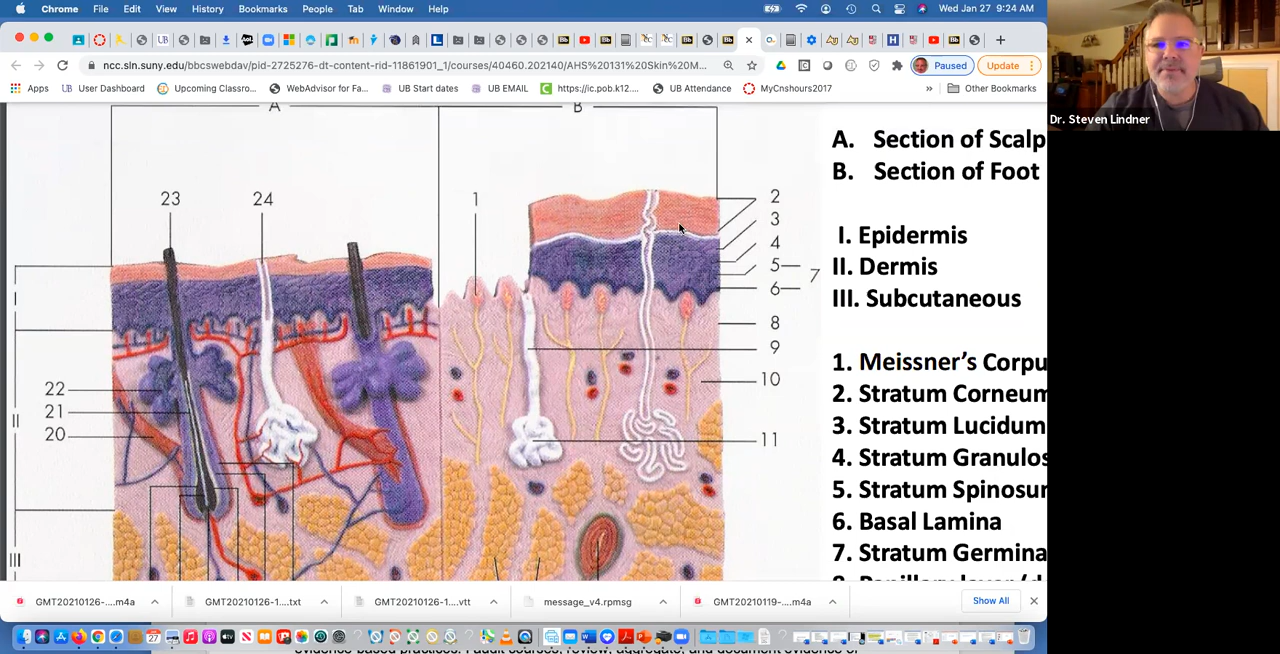 Chrome File Edit View History Bookmarks People Tab Window Help Wed Jan 27 9:24 AM
ncc.sln.suny.edu/bbcswebdav/pid-2725276-dt-content-rid-11861901_1/courses/40460.202140/AHS%20131%20Skin%20M... Paused Update
Apps UB User Dashboard Upcoming Classro... WebAdvisor for Fa... UB Start dates UB EMAIL https://ic.pob.k12.... UB Attendance MyCnshours2017 » Other Bookmarks
Dr. Steven Lindner
A B
A. Section of Scalp
B. Section of Foot
23 24 1 2
3
4
5
6
7
8
9
10
11
22
21
20
I
II
III
I. Epidermis
II. Dermis
III. Subcutaneous
1. Meissner's Corpu
2. Stratum Corneum
3. Stratum Lucidum
4. Stratum Granulos
5. Stratum Spinosur
6. Basal Lamina
7. Stratum Germina
GMT20210126-....m4a GMT20210126-1....txt GMT20210126-1....vtt message_v4.rpmsg GMT20210119-....m4a Show All